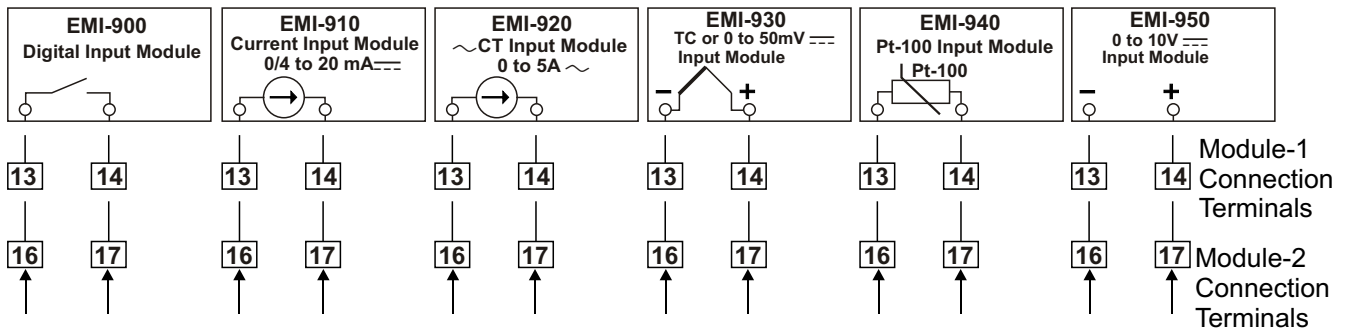 EMI-900
Digital Input Module
EMI-910
Current Input Module
0/4 to 20 mA
EMI-920
CT Input Module
0 to 5A
EMI-930
TC or 0 to 50mV
Input Module
- +
EMI-940
Pt-100 Input Module
Pt-100
EMI-950
0 to 10V
Input Module
- +
13 14 13 14 13 14 13 14 13 14 13 14
Module-1
Connection
Terminals
16 17 16 17 16 17 16 17 16 17 16 17
Module-2
Connection
Terminals